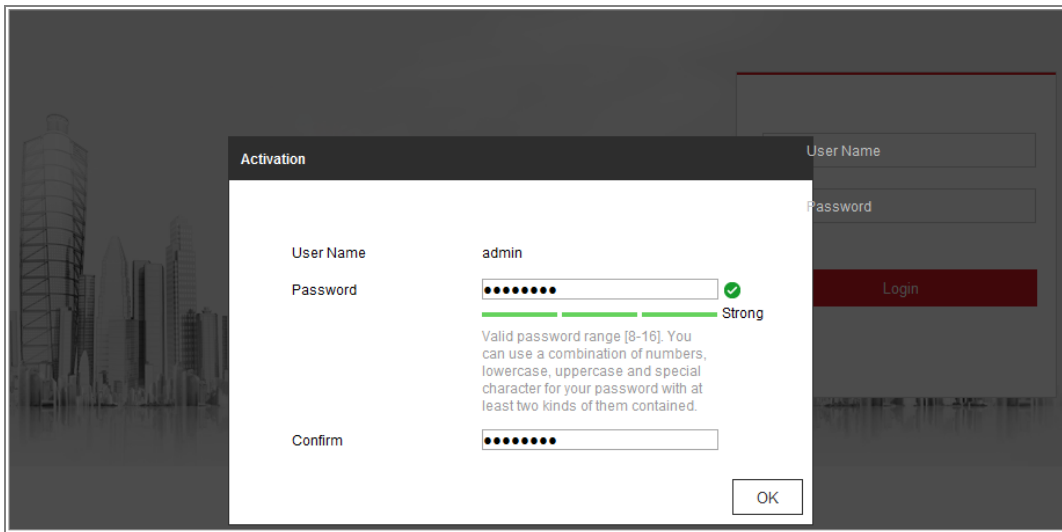 Activation
User Name
Password
Login
User Name admin
Password ●●●●●●●●
Strong
Valid password range [8-16]. You
can use a combination of numbers,
lowercase, uppercase and special
character for your password with at
least two kinds of them contained.
Confirm ●●●●●●●●
OK